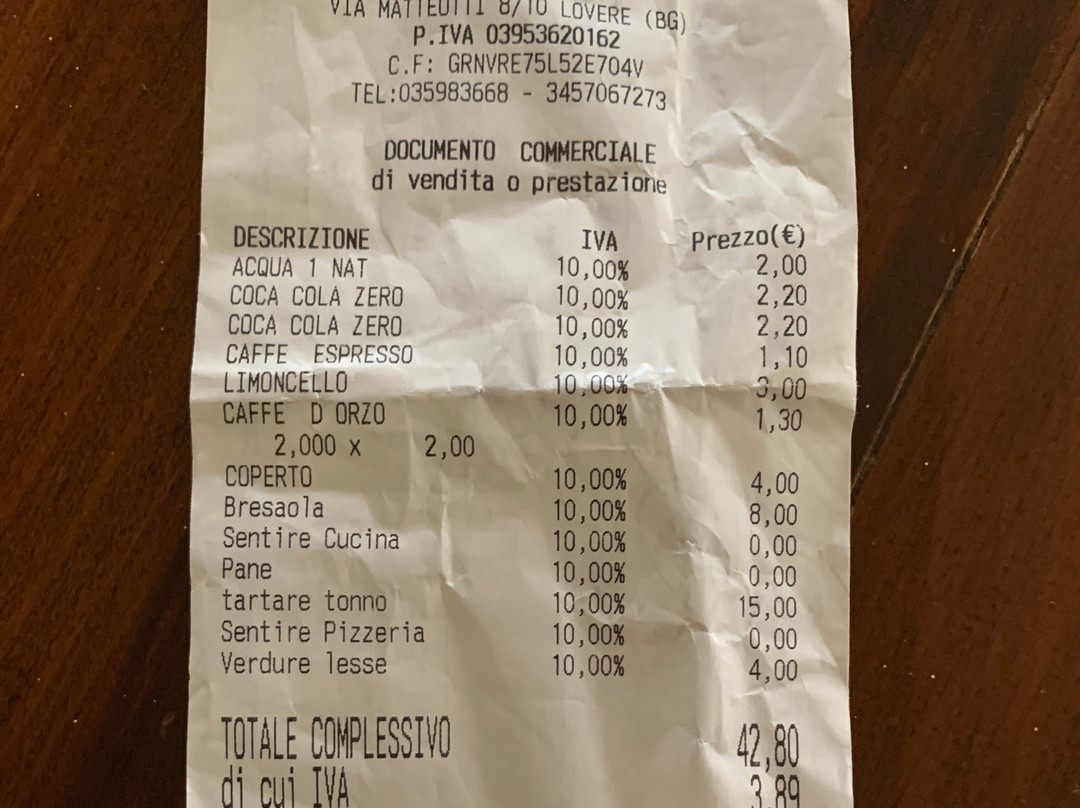 VIA MATTEOTTI 8/10 LOVERE (BG)
P.IVA 03953620162
C.F: GRNVRE75L52E704V
TEL:035983668 - 3457067273
DOCUMENTO COMMERCIALE
di vendita o prestazione
DESCRIZIONE IVA Prezzo(€)
ACQUA 1 NAT 10,00% 2,00
COCA COLA ZERO 10,00% 2,20
COCA COLA ZERO 10,00% 2,20
CAFFE ESPRESSO 10,00% 1,10
LIMONCELLO 10,00% 3,00
CAFFE D ORZO 10,00% 1,30
2,000 x 2,00
COPERTO 10,00% 4,00
Bresaola 10,00% 8,00
Sentire Cucina 10,00% 0,00
Pane 10,00% 0,00
tartare tonno 10,00% 15,00
Sentire Pizzeria 10,00% 0,00
Verdure lesse 10,00% 4,00
TOTALE COMPLESSIVO 42,80
di cui IVA 3,89